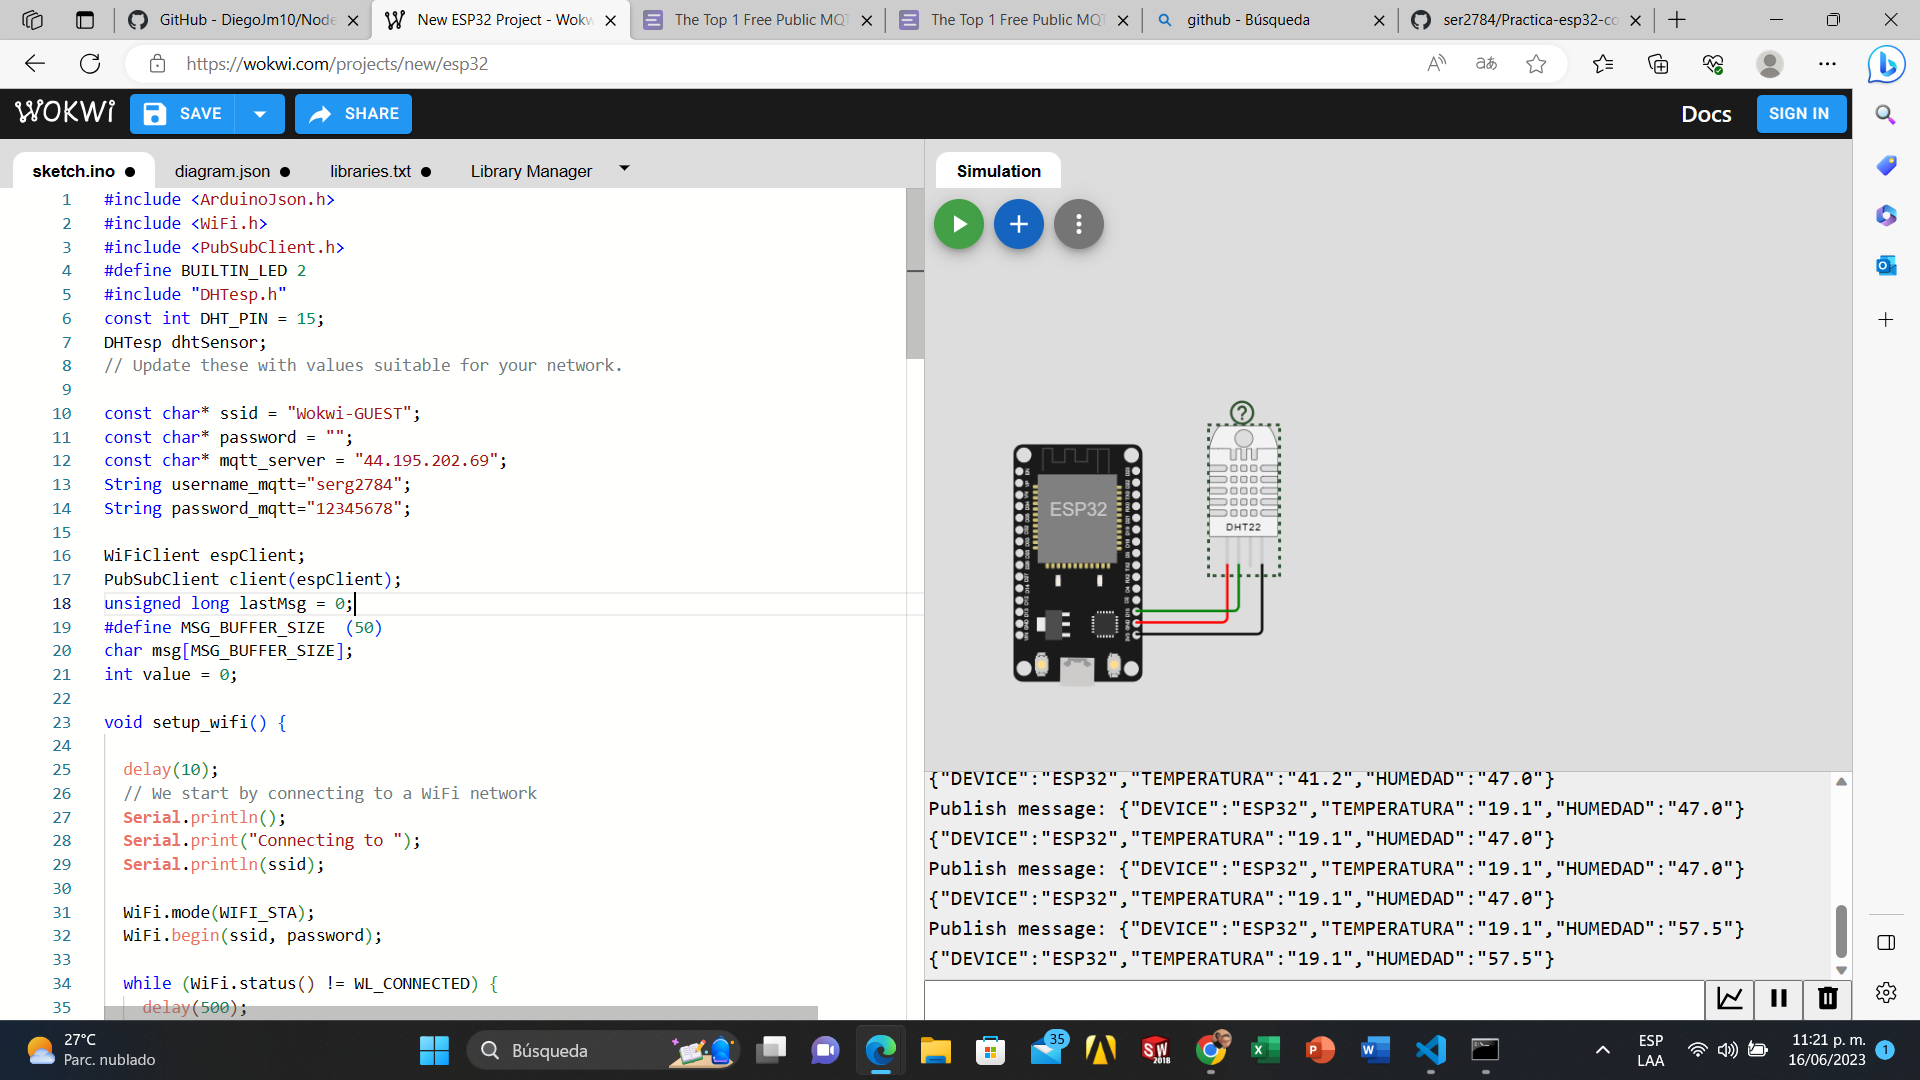 GitHub - DiegoJm10/Node
New ESP32 Project - Wokw
The Top 1 Free Public MQT
The Top 1 Free Public MQT
github - Búsqueda
ser2784/Practica-esp32-co
https://wokwi.com/projects/new/esp32
WOKWi
SAVE
SHARE
Docs
SIGN IN
sketch.ino
diagram.json
libraries.txt
Library Manager
Simulation
1 #include <ArduinoJson.h>
2 #include <WiFi.h>
3 #include <PubSubClient.h>
4 #define BUILTIN_LED 2
5 #include "DHTesp.h"
6 const int DHT_PIN = 15;
7 DHTesp dhtSensor;
8 // Update these with values suitable for your network.
9
10 const char* ssid = "Wokwi-GUEST";
11 const char* password = "";
12 const char* mqtt_server = "44.195.202.69";
13 String username_mqtt="serg2784";
14 String password_mqtt="12345678";
15
16 WiFiClient espClient;
17 PubSubClient client(espClient);
18 unsigned long lastMsg = 0;
19 #define MSG_BUFFER_SIZE  (50)
20 char msg[MSG_BUFFER_SIZE];
21 int value = 0;
22
23 void setup_wifi() {
24
25 delay(10);
26 // We start by connecting to a WiFi network
27 Serial.println();
28 Serial.print("Connecting to ");
29 Serial.println(ssid);
30
31 WiFi.mode(WIFI_STA);
32 WiFi.begin(ssid, password);
33
34 while (WiFi.status() != WL_CONNECTED) {
35 delay(500);
ESP32
DHT22
{"DEVICE":"ESP32","TEMPERATURA":"41.2","HUMEDAD":"47.0"}
Publish message: {"DEVICE":"ESP32","TEMPERATURA":"19.1","HUMEDAD":"47.0"}
{"DEVICE":"ESP32","TEMPERATURA":"19.1","HUMEDAD":"47.0"}
Publish message: {"DEVICE":"ESP32","TEMPERATURA":"19.1","HUMEDAD":"47.0"}
{"DEVICE":"ESP32","TEMPERATURA":"19.1","HUMEDAD":"47.0"}
Publish message: {"DEVICE":"ESP32","TEMPERATURA":"19.1","HUMEDAD":"57.5"}
{"DEVICE":"ESP32","TEMPERATURA":"19.1","HUMEDAD":"57.5"}
27°C
Parc. nublado
Búsqueda
35
SW
2018
ESP
LAA
11:21 p. m.
16/06/2023
1